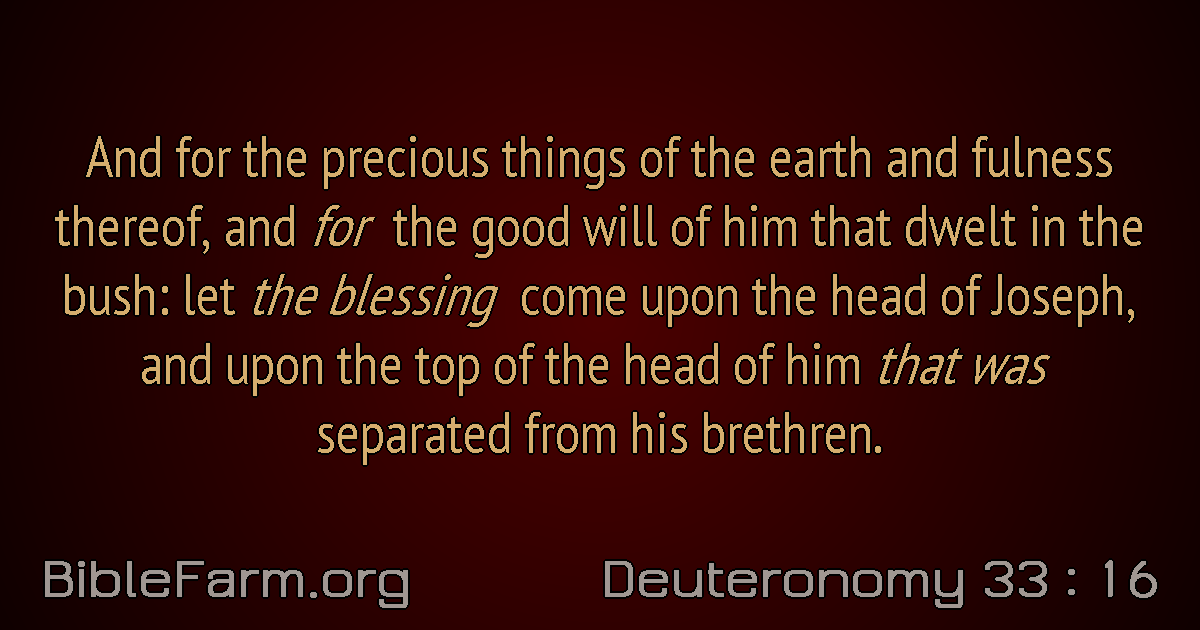 And for the precious things of the earth and fulness
thereof, and for the good will of him that dwelt in the
bush: let the blessing come upon the head of Joseph,
and upon the top of the head of him that was
separated from his brethren.
BibleFarm.org
Deuteronomy 33 : 16